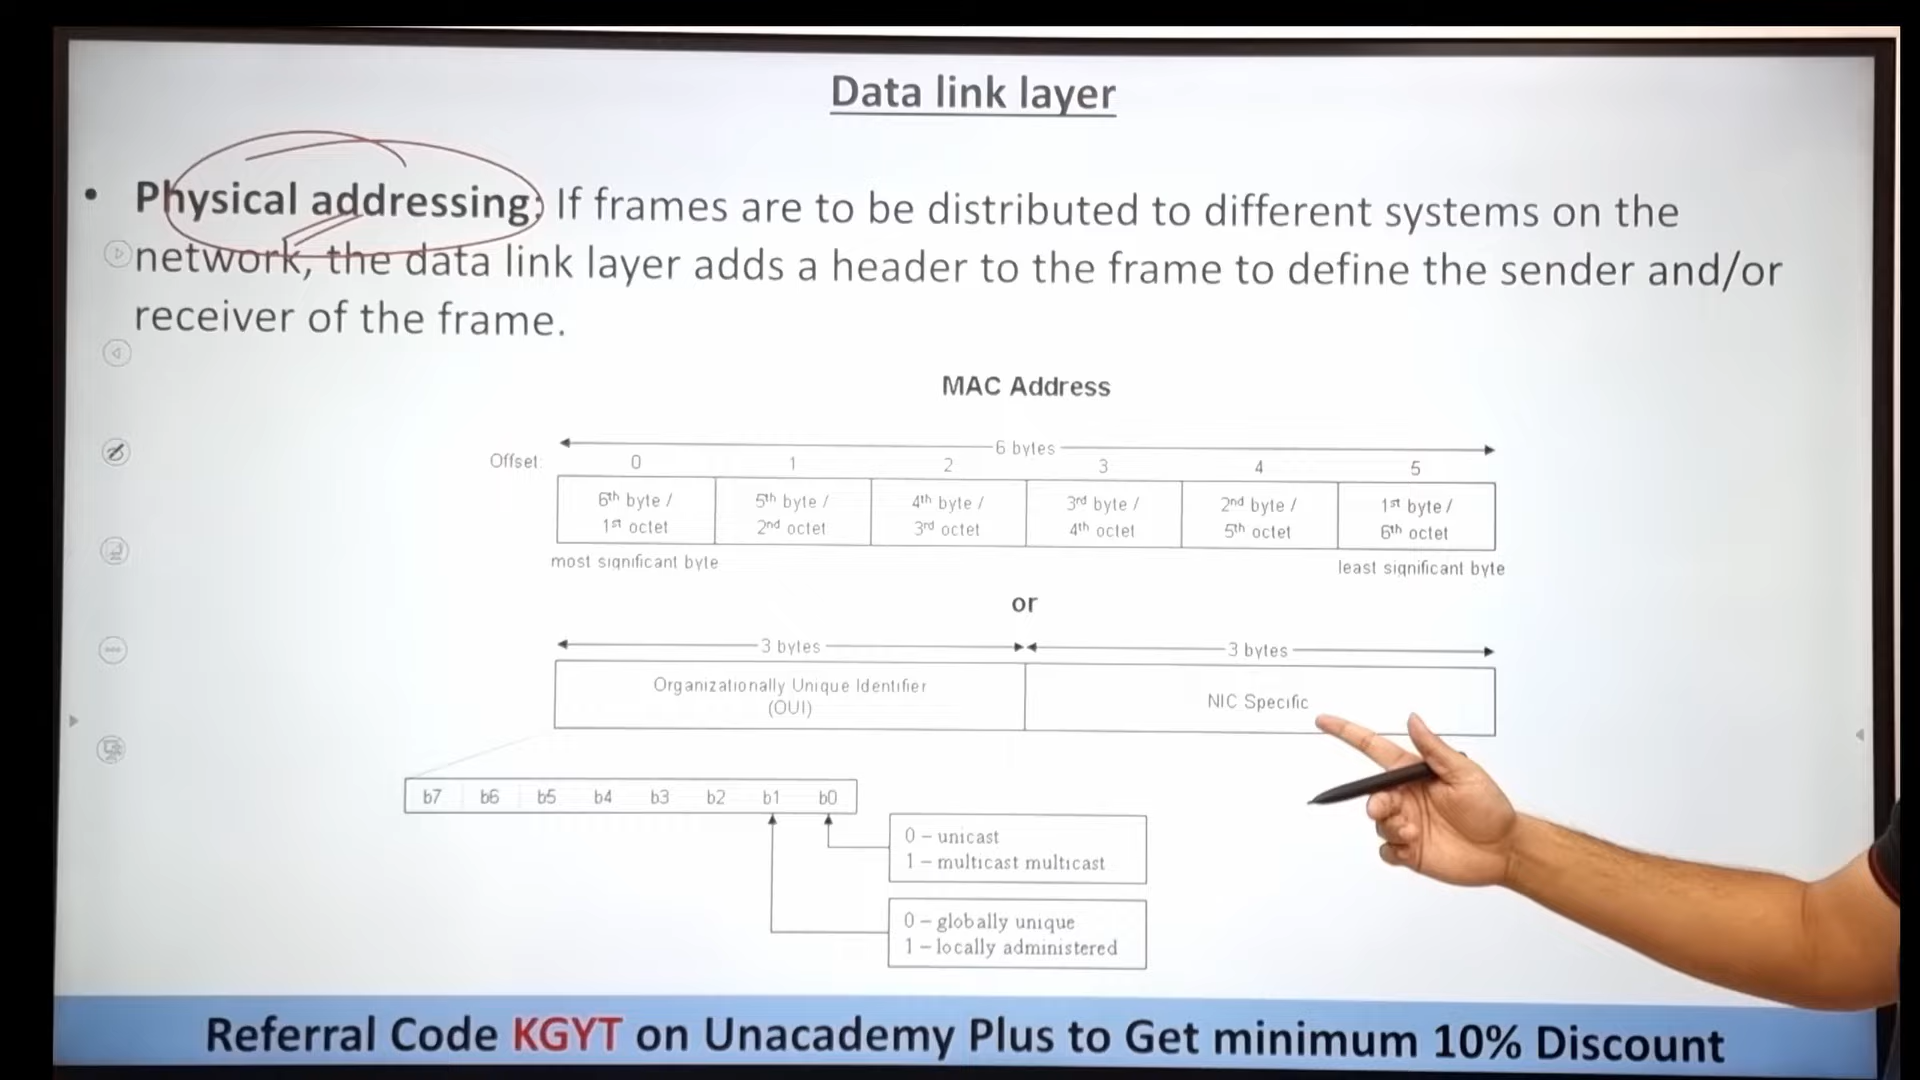 Data link layer
• Physical addressing: If frames are to be distributed to different systems on the
network, the data link layer adds a header to the frame to define the sender and/or
receiver of the frame.
MAC Address
6 bytes
Offset: 0 1 2 3 4 5
6th byte / 5th byte / 4th byte / 3rd byte / 2nd byte / 1st byte /
1st octet 2nd octet 3rd octet 4th octet 5th octet 6th octet
most significant byte least significant byte
or
3 bytes 3 bytes
Organizationally Unique Identifier
(OUI)
NIC Specific
b7 b6 b5 b4 b3 b2 b1 b0
0 – unicast
1 – multicast multicast
0 – globally unique
1 – locally administered
Referral Code KGYT on Unacademy Plus to Get minimum 10% Discount